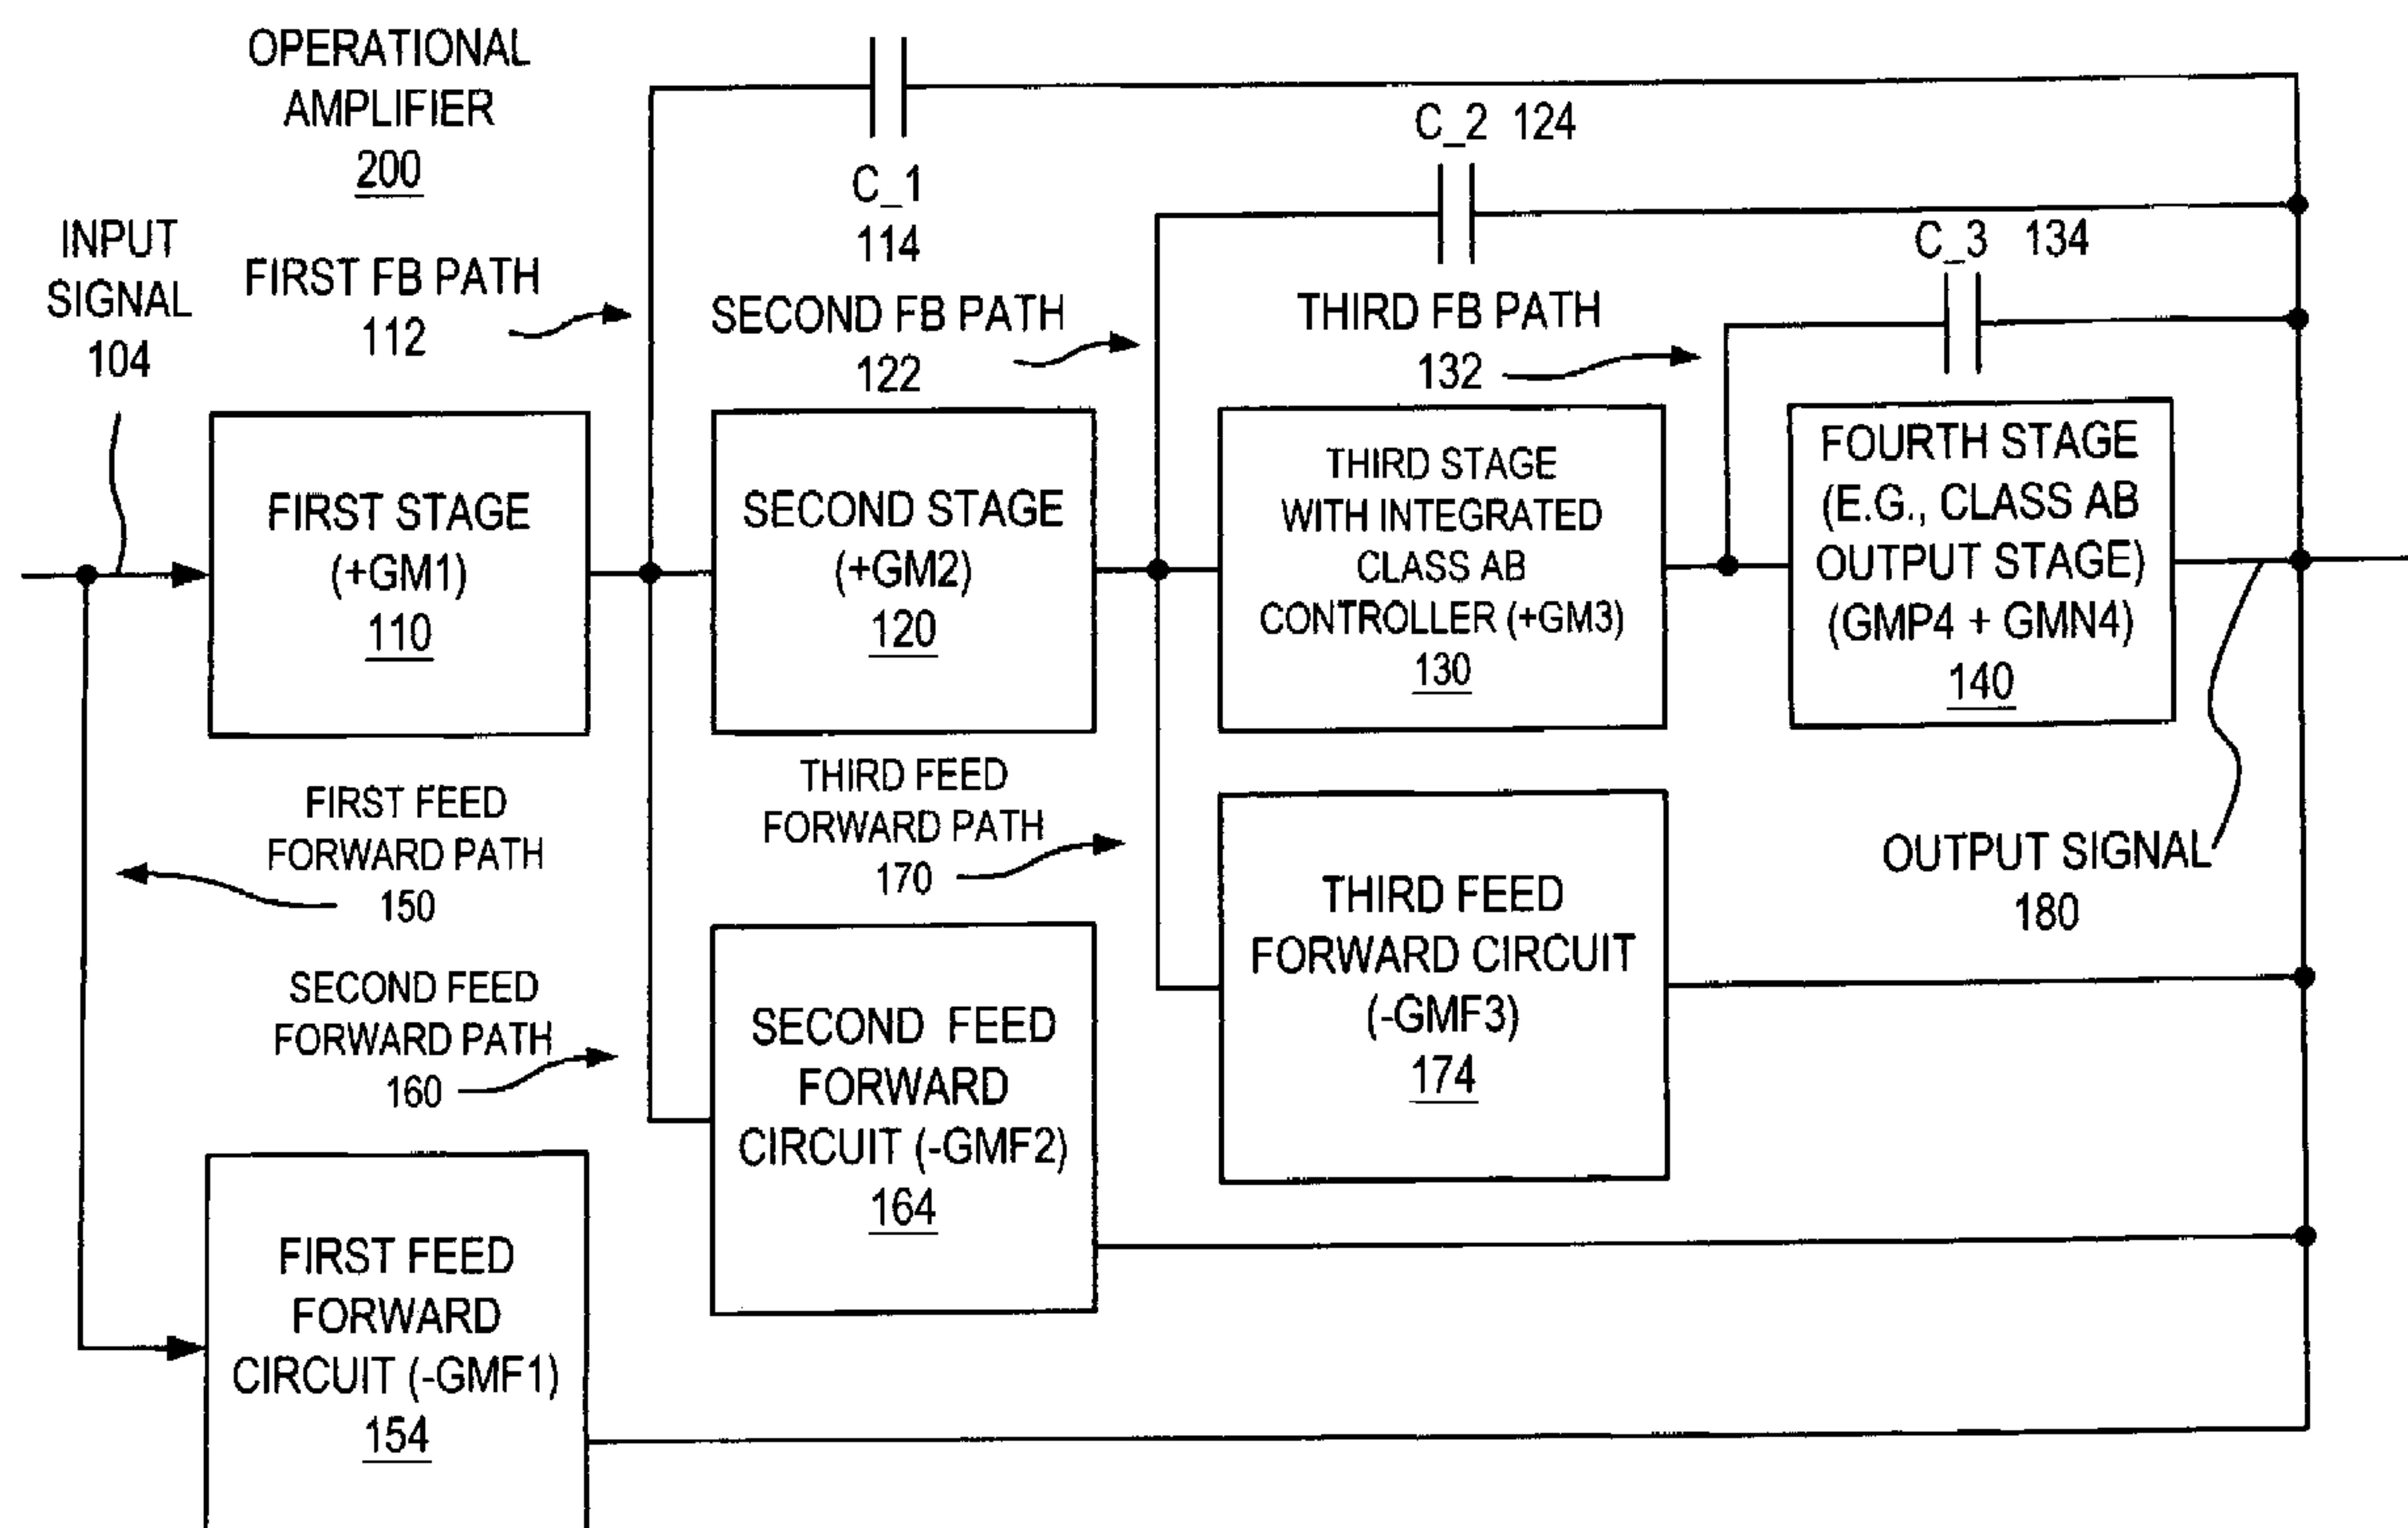 OPERATIONAL
AMPLIFIER
200
INPUT
SIGNAL
104
FIRST FB PATH
112
C_1
114
SECOND FB PATH
122
C_2 124
THIRD FB PATH
132
C_3 134
FIRST STAGE
(+GM1)
110
SECOND STAGE
(+GM2)
120
THIRD STAGE
WITH INTEGRATED
CLASS AB
CONTROLLER (+GM3)
130
FOURTH STAGE
(E.G., CLASS AB
OUTPUT STAGE)
(GMP4 + GMN4)
140
FIRST FEED
FORWARD PATH
150
THIRD FEED
FORWARD PATH
170
OUTPUT SIGNAL
180
SECOND FEED
FORWARD PATH
160
SECOND FEED
FORWARD
CIRCUIT (-GMF2)
164
THIRD FEED
FORWARD CIRCUIT
(-GMF3)
174
FIRST FEED
FORWARD
CIRCUIT (-GMF1)
154